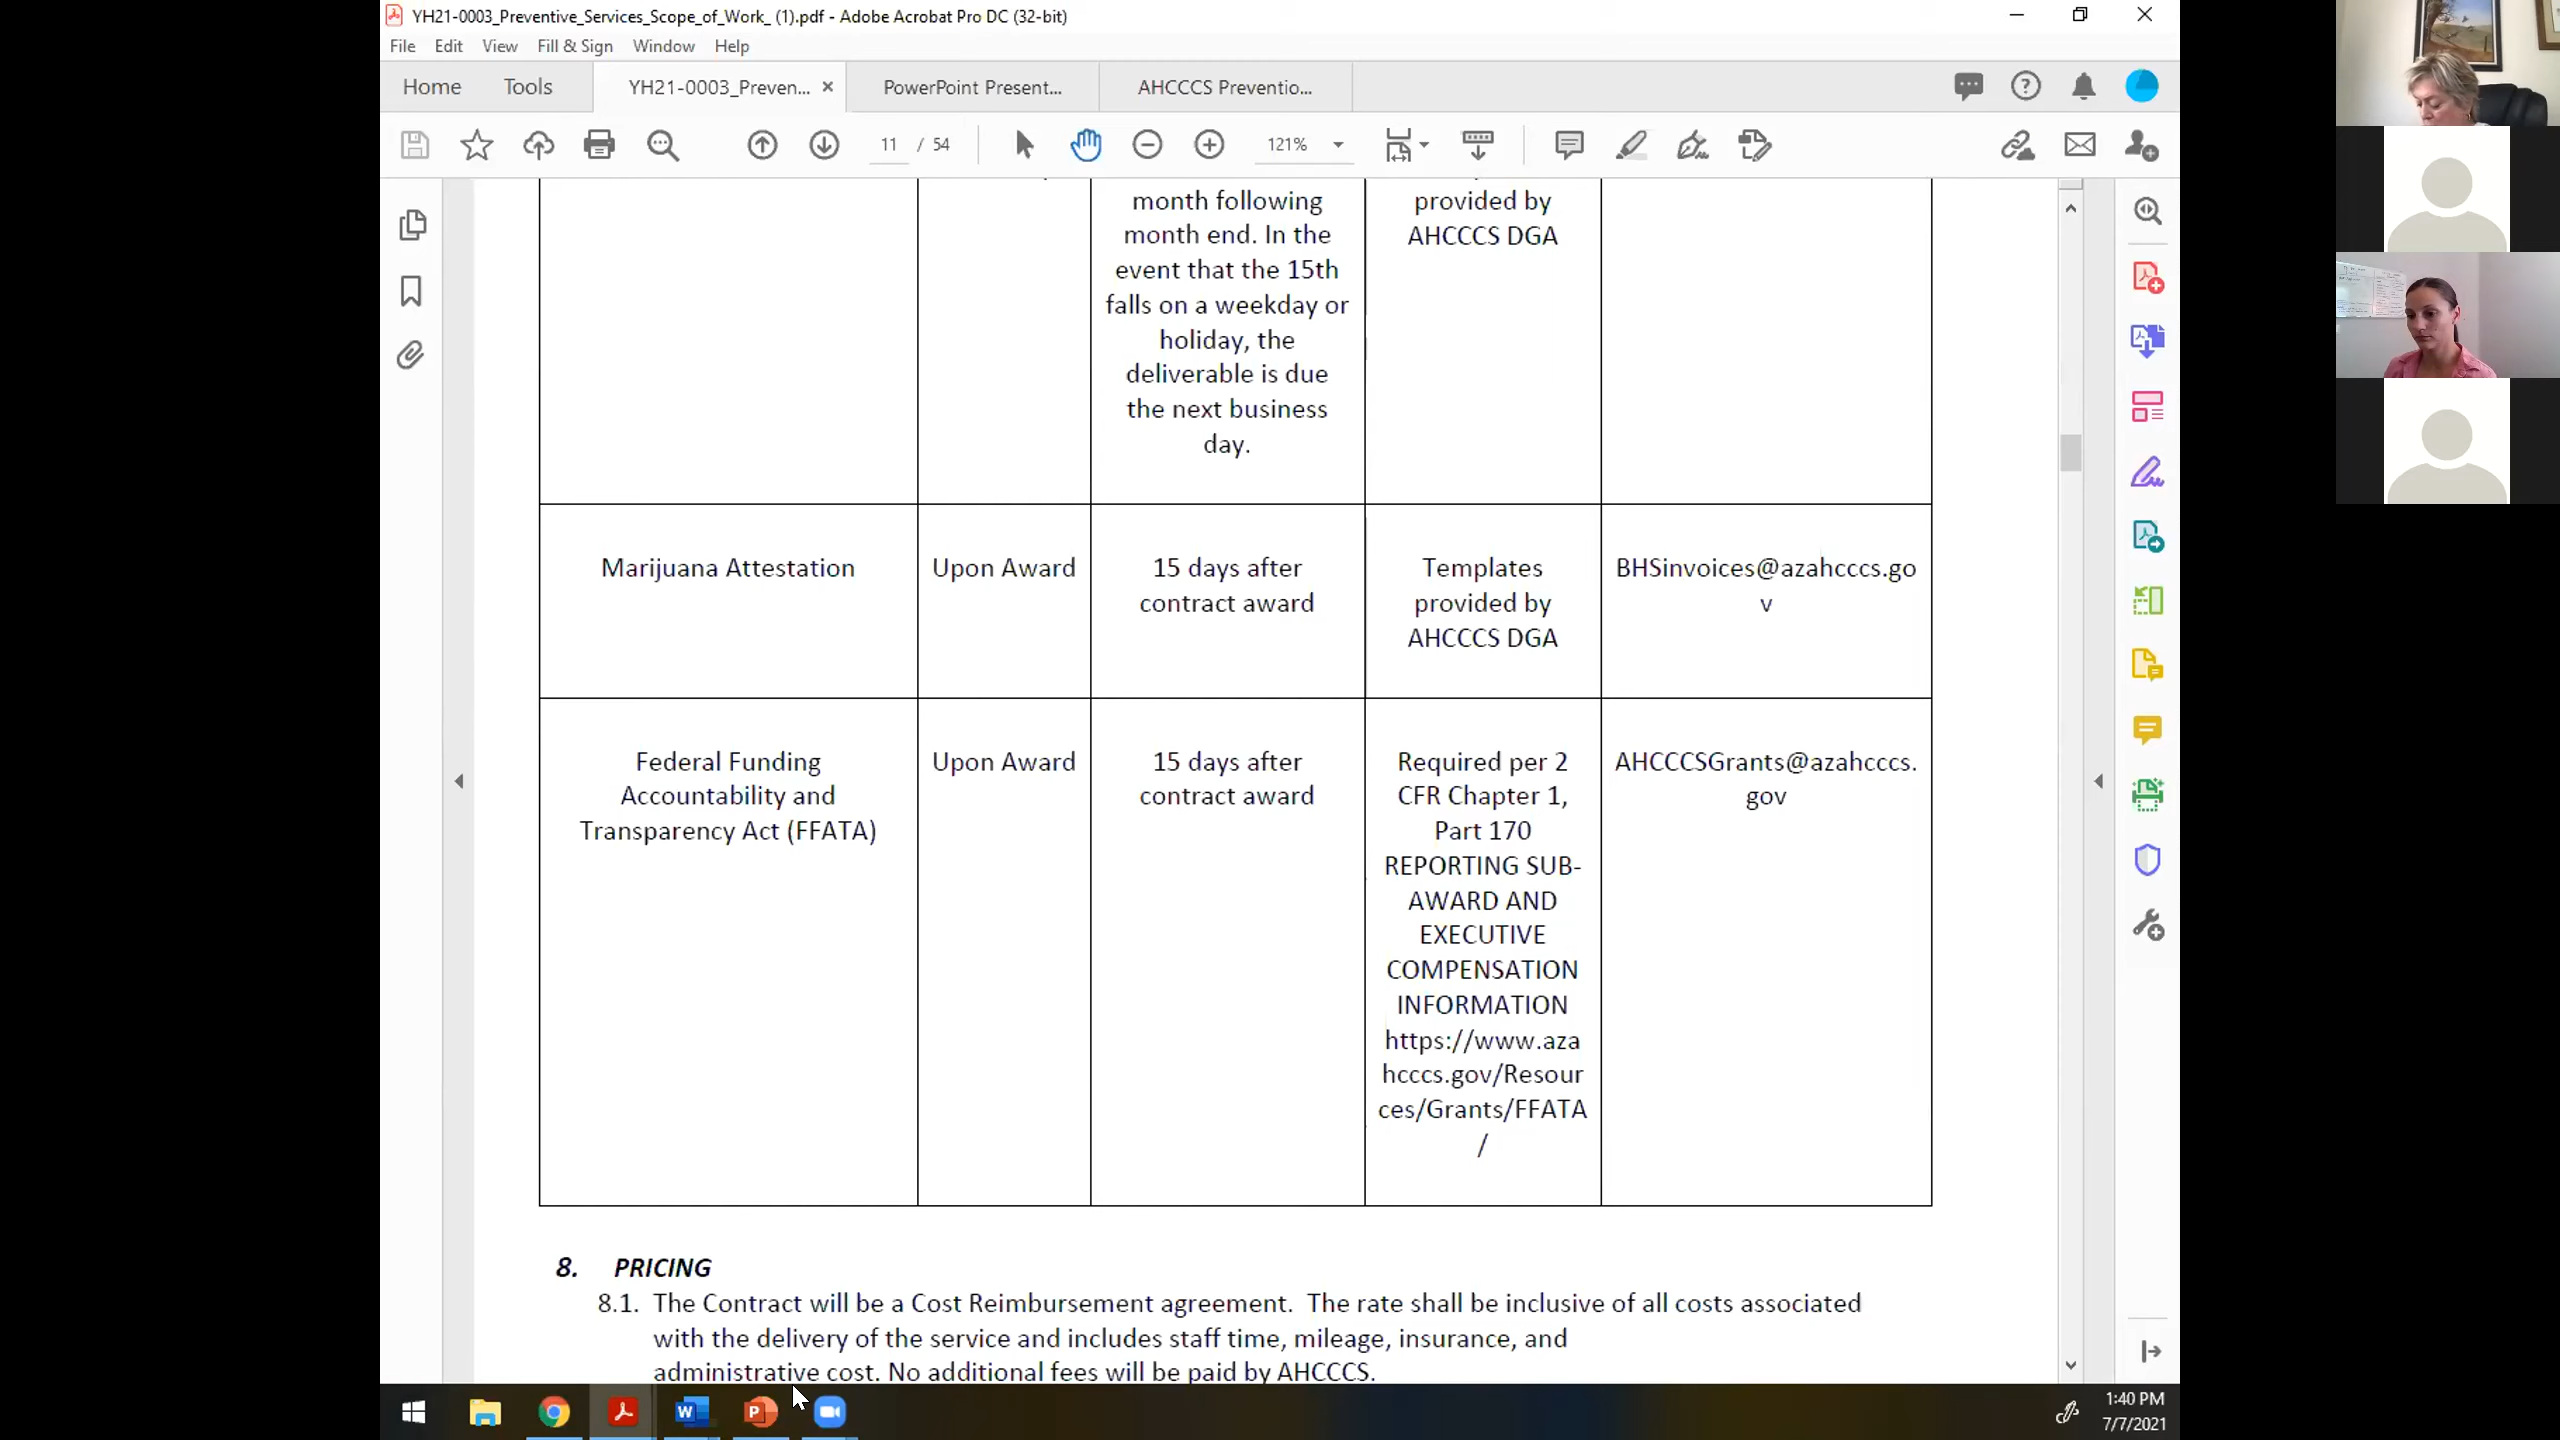 YH21-0003_Preventive_Services_Scope_of_Work_ (1).pdf - Adobe Acrobat Pro DC (32-bit)
File Edit View Fill & Sign Window Help
Home Tools YH21-0003_Preven... PowerPoint Present... AHCCCS Preventio...
11 / 54 121%
month following
month end. In the
event that the 15th
falls on a weekday or
holiday, the
deliverable is due
the next business
day.
provided by
AHCCCS DGA
Marijuana Attestation
Upon Award
15 days after
contract award
Templates
provided by
AHCCCS DGA
BHSinvoices@azahcccs.go
v
Federal Funding
Accountability and
Transparency Act (FFATA)
Upon Award
15 days after
contract award
Required per 2
CFR Chapter 1,
Part 170
REPORTING SUB-
AWARD AND
EXECUTIVE
COMPENSATION
INFORMATION
https://www.aza
hcccs.gov/Resour
ces/Grants/FFATA
/
AHCCCSGrants@azahcccs.
gov
8. PRICING
8.1. The Contract will be a Cost Reimbursement agreement. The rate shall be inclusive of all costs associated
with the delivery of the service and includes staff time, mileage, insurance, and
administrative cost. No additional fees will be paid by AHCCCS.
1:40 PM
7/7/2021